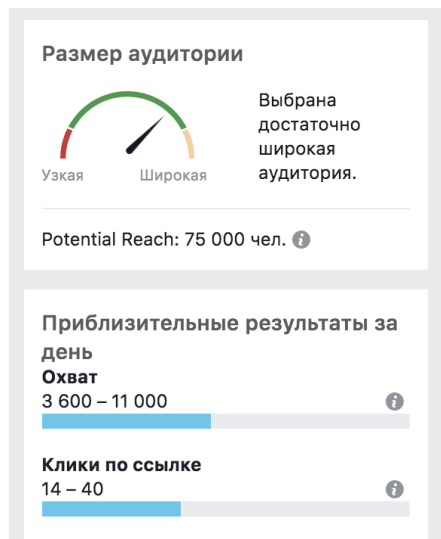 Размер аудитории
Выбрана
достаточно
широкая
аудитория.
Узкая
Широкая
Potential Reach: 75 000 чел.
Приблизительные результаты за
день
Охват
3 600 – 11 000
Клики по ссылке
14 – 40